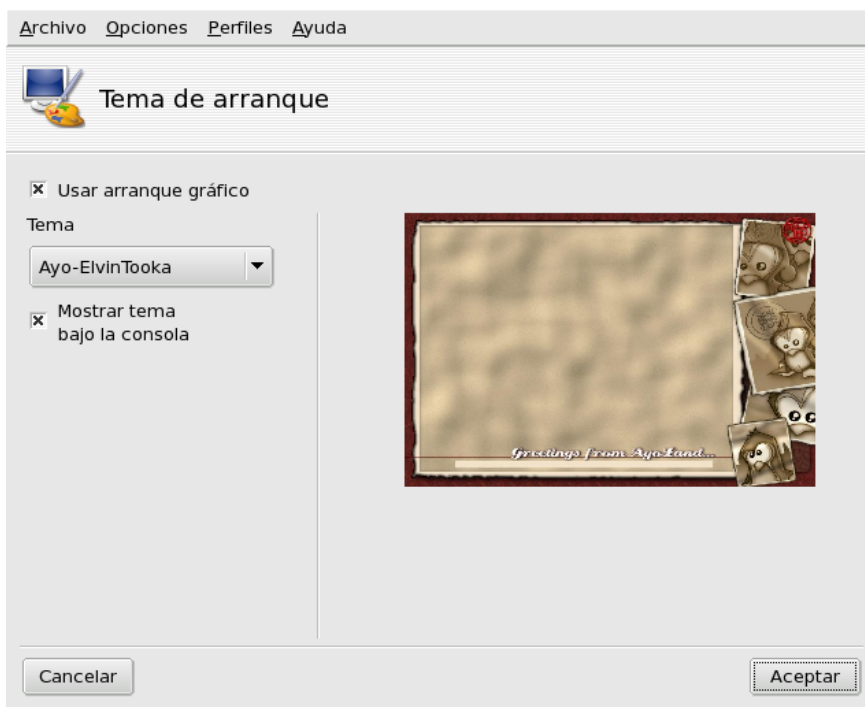 Archivo Opciones Perfiles Ayuda
Tema de arranque
Usar arranque gráfico
Tema
Ayo-ElvinTooka
Mostrar tema
bajo la consola
Greetings from AyoLand...
Cancelar
Aceptar